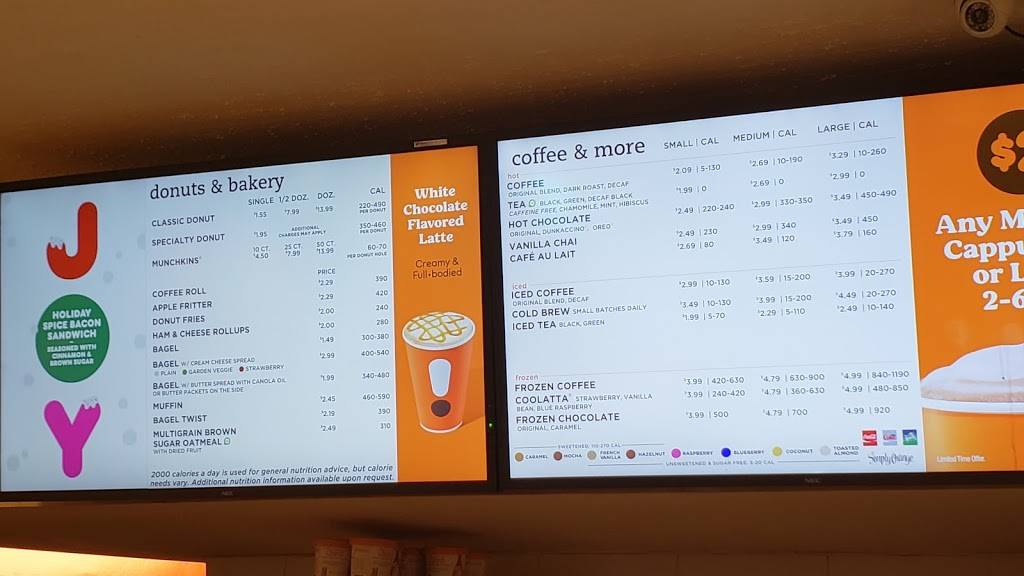 J
HOLIDAY
SPICE BACON
SANDWICH
SEASONED WITH
CINNAMON &
BROWN SUGAR
Y
donuts & bakery
SINGLE 1/2 DOZ. DOZ. CAL
CLASSIC DONUT $1.55 $7.99 $13.99 220-490
PER DONUT
SPECIALTY DONUT $1.95 ADDITIONAL CHARGES MAY APPLY 350-460
PER DONUT
10 CT. 25 CT. 50 CT.
MUNCHKINS® $4.50 $7.99 $13.99 60-70
PER DONUT HOLE
PRICE
COFFEE ROLL $2.29 390
APPLE FRITTER $2.29 420
DONUT FRIES $2.00 240
HAM & CHEESE ROLLUPS $2.00 280
BAGEL $1.49 300-380
BAGEL W/ CREAM CHEESE SPREAD $2.99 400-540
PLAIN GARDEN VEGGIE STRAWBERRY
BAGEL W/ BUTTER SPREAD WITH CANOLA OIL $1.99 340-480
OR BUTTER PACKETS ON THE SIDE
MUFFIN $2.45 460-590
BAGEL TWIST $2.19 390
MULTIGRAIN BROWN $2.49 310
SUGAR OATMEAL
WITH DRIED FRUIT
2000 calories a day is used for general nutrition advice, but calorie
needs vary. Additional nutrition information available upon request.
White
Chocolate
Flavored
Latte
Creamy &
Full-bodied
NEC
coffee & more
SMALL | CAL MEDIUM | CAL LARGE | CAL
hot
COFFEE $2.09 | 5-130 $2.69 | 10-190 $3.29 | 10-260
ORIGINAL BLEND, DARK ROAST, DECAF
TEA BLACK, GREEN, DECAF BLACK $1.99 | 0 $2.69 | 0 $2.99 | 0
CAFFEINE FREE, CHAMOMILE, MINT, HIBISCUS
HOT CHOCOLATE $2.49 | 220-240 $2.99 | 330-350 $3.49 | 450-490
ORIGINAL, DUNKACCINO®, OREO®
VANILLA CHAI $2.49 | 230 $2.99 | 340 $3.49 | 450
CAFÉ AU LAIT $2.69 | 80 $3.49 | 120 $3.79 | 160
iced
ICED COFFEE $2.99 | 10-130 $3.59 | 15-200 $3.99 | 20-270
ORIGINAL BLEND, DECAF
COLD BREW SMALL BATCHES DAILY $3.49 | 10-130 $3.99 | 15-200 $4.49 | 20-270
ICED TEA BLACK, GREEN $1.99 | 5-70 $2.29 | 5-110 $2.49 | 10-140
frozen
FROZEN COFFEE $3.99 | 420-630 $4.79 | 630-900 $4.99 | 840-1190
COOLATTA® STRAWBERRY, VANILLA $3.99 | 240-420 $4.79 | 360-630 $4.99 | 480-850
BEAN, BLUE RASPBERRY
FROZEN CHOCOLATE $3.99 | 500 $4.79 | 700 $4.99 | 920
ORIGINAL, CARAMEL
SWEETENED, 110-270 CAL
CARAMEL MOCHA FRENCH VANILLA HAZELNUT RASPBERRY BLUEBERRY COCONUT TOASTED ALMOND
UNSWEETENED & SUGAR FREE, 5-20 CAL
Simply Orange
NEC
$
Any M
Cappu
or L
2-6
Limited Time Offer.